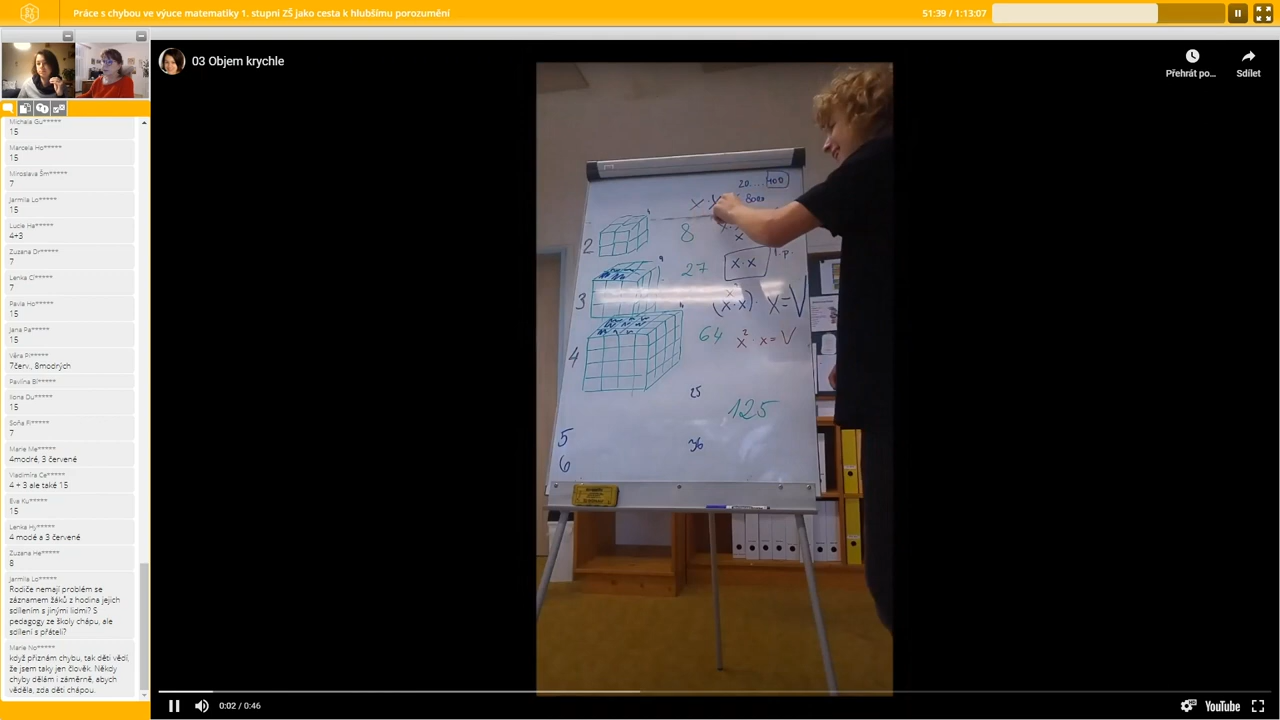 Práce s chybou ve výuce matematiky 1. stupni ZŠ jako cesta k hlubšímu porozumění
51:39 / 1:13:07
03 Objem krychle
Přehrát po...
Sdílet
Michala Gu*****
15
Marcela Ho*****
15
Miroslava Šm*****
7
Jarmila Lo*****
15
Lucie Ha*****
4+3
Zuzana Dr*****
7
Lenka Cí*****
7
Pavla Ho*****
15
Jana Pa*****
15
Věra Pi*****
7červ., 8modrých
Pavlína Bl*****
Ilona Du*****
15
Soňa Fi*****
7
Marie Me*****
4modré, 3 červené
Vladimíra Ca*****
4 + 3 ale také 15
Eva Ku*****
15
Lenka Hy*****
4 modé a 3 červené
Zuzana He*****
8
Jarmila Lo*****
Rodiče nemají problém se
záznamem žáků z hodina jejich
sdílením s jinými lidmi? S
pedagogy ze školy chápu, ale
sdílení s přáteli?
Marie No*****
když přiznám chybu, tak děti vědí,
že jsem taky jen člověk. Někdy
chyby dělám i záměrně, abych
věděla, zda děti chápou.
20....400
8000
2
8
27
x·x
3
(x·x)· x=V
64
x² · x = V
4
25
125
5
36
6
0:02 / 0:46
YouTube